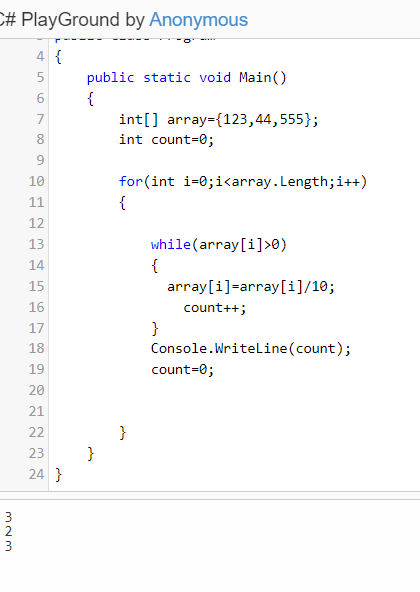 C# PlayGround by Anonymous
4 {
5 public static void Main()
6 {
7 int[] array={123,44,555};
8 int count=0;
9
10 for(int i=0;i<array.Length;i++)
11 {
12
13 while(array[i]>0)
14 {
15 array[i]=array[i]/10;
16 count++;
17 }
18 Console.WriteLine(count);
19 count=0;
20
21
22 }
23 }
24 }
3
2
3